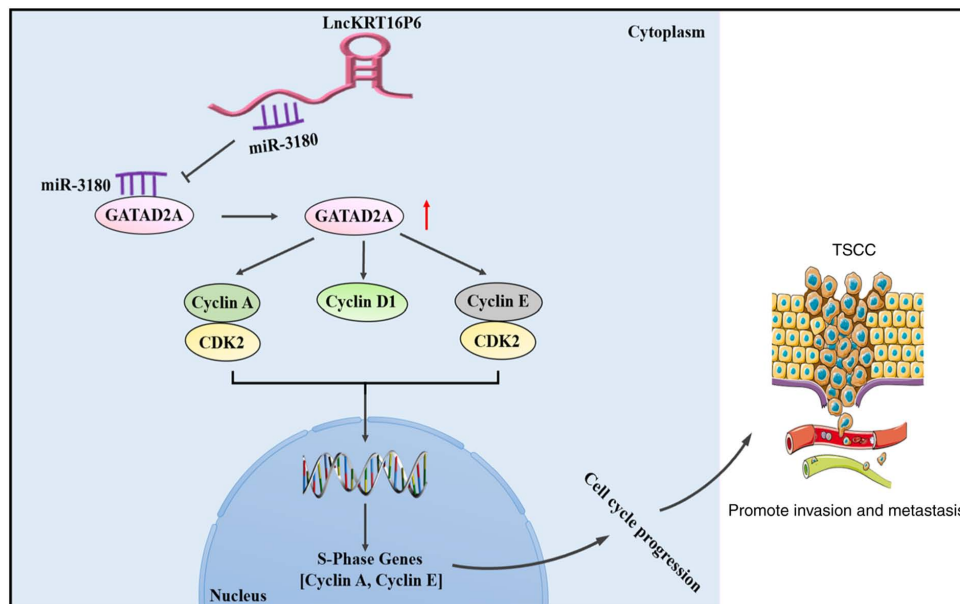 LncKRT16P6
Cytoplasm
miR-3180
miR-3180
GATAD2A
GATAD2A
Cyclin A
Cyclin D1
Cyclin E
CDK2
CDK2
TSCC
Cell cycle progression
Promote invasion and metastasis
S-Phase Genes
[Cyclin A, Cyclin E]
Nucleus